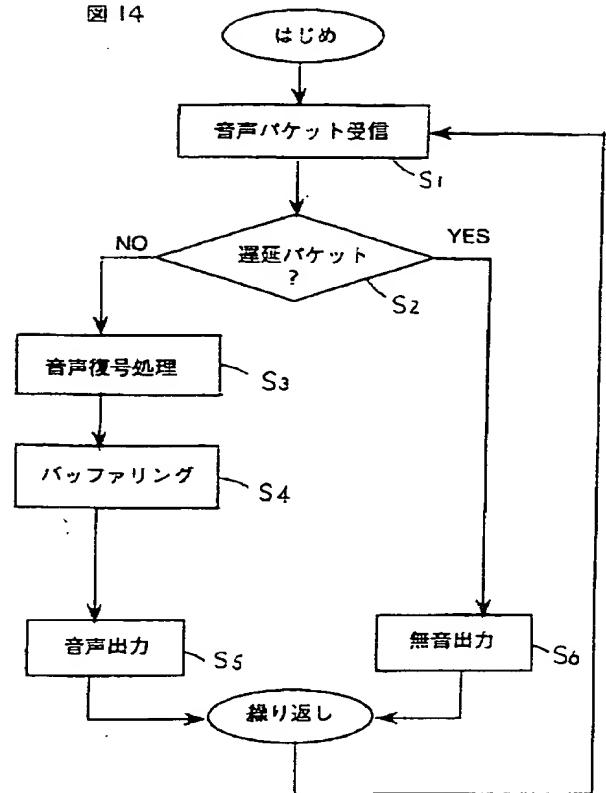 図14
はじめ
音声パケット受信
S1
NO
YES
遅延パケット
?
S2
音声復号処理
S3
バッファリング
S4
音声出力
S5
無音出力
S6
繰り返し